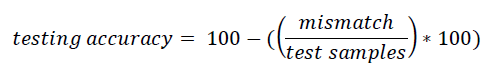 testing accuracy = 100 − ((mismatch/test samples) * 100)